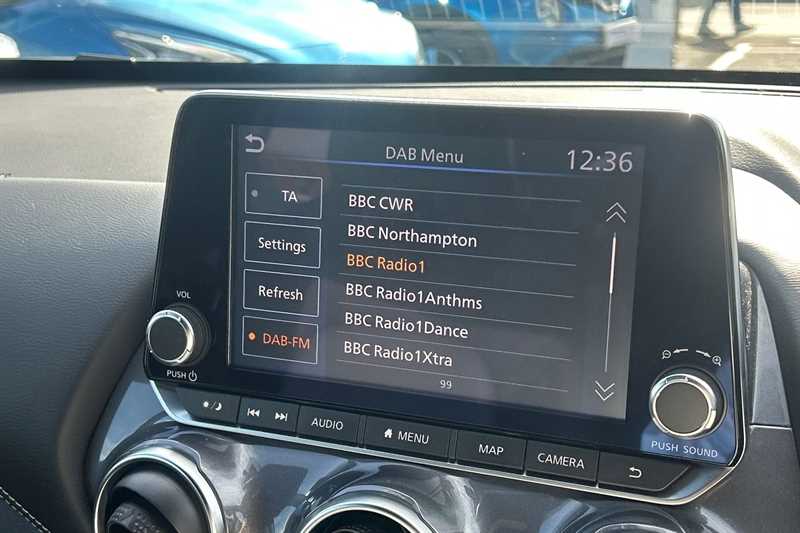 DAB Menu
12:36
TA
Settings
Refresh
DAB-FM
BBC CWR
BBC Northampton
BBC Radio1
BBC Radio1Anthms
BBC Radio1Dance
BBC Radio1Xtra
99
VOL
PUSH
AUDIO
MENU
MAP
CAMERA
PUSH SOUND